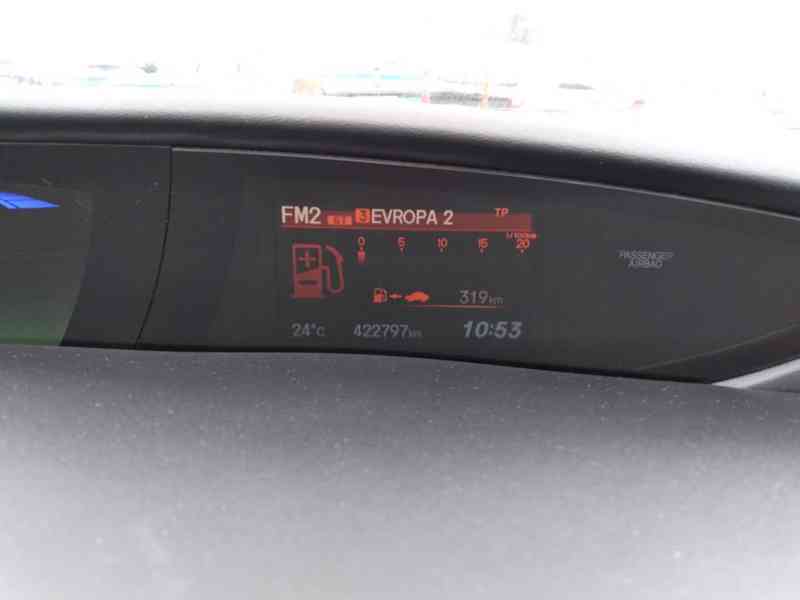 FM2 ST 3 EVROPA 2 TP
l/100km
0 5 10 15 20
319km
24°C 422797km 10:53
PASSENGER
AIRBAG